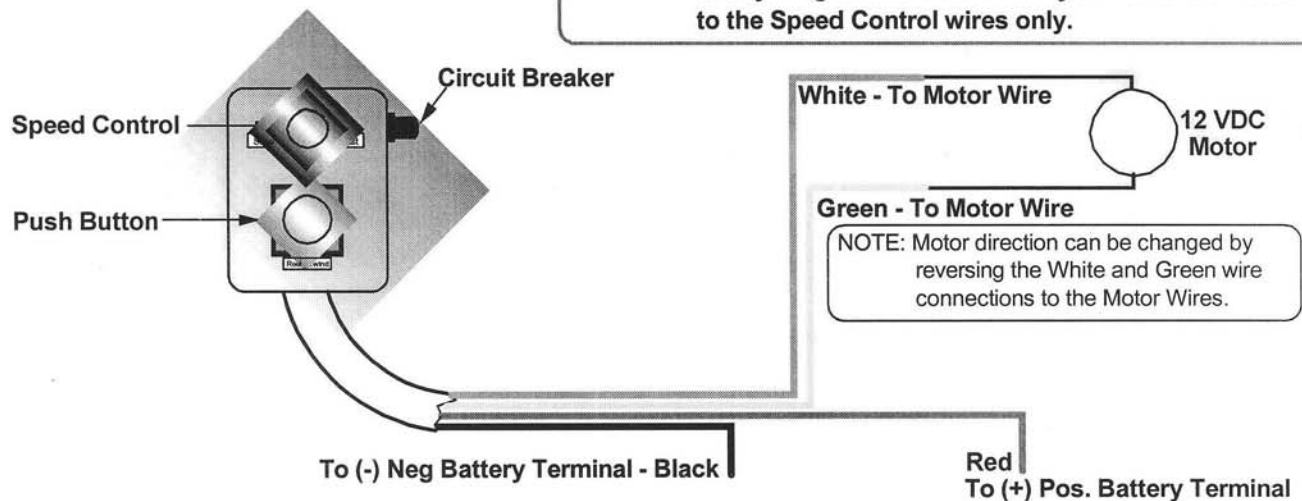 to the Speed Control wires only.
Circuit Breaker
White - To Motor Wire
Speed Control
12 VDC
Motor
Push Button
Green - To Motor Wire
NOTE: Motor direction can be changed by
reversing the White and Green wire
connections to the Motor Wires.
To (-) Neg Battery Terminal - Black
Red
To (+) Pos. Battery Terminal